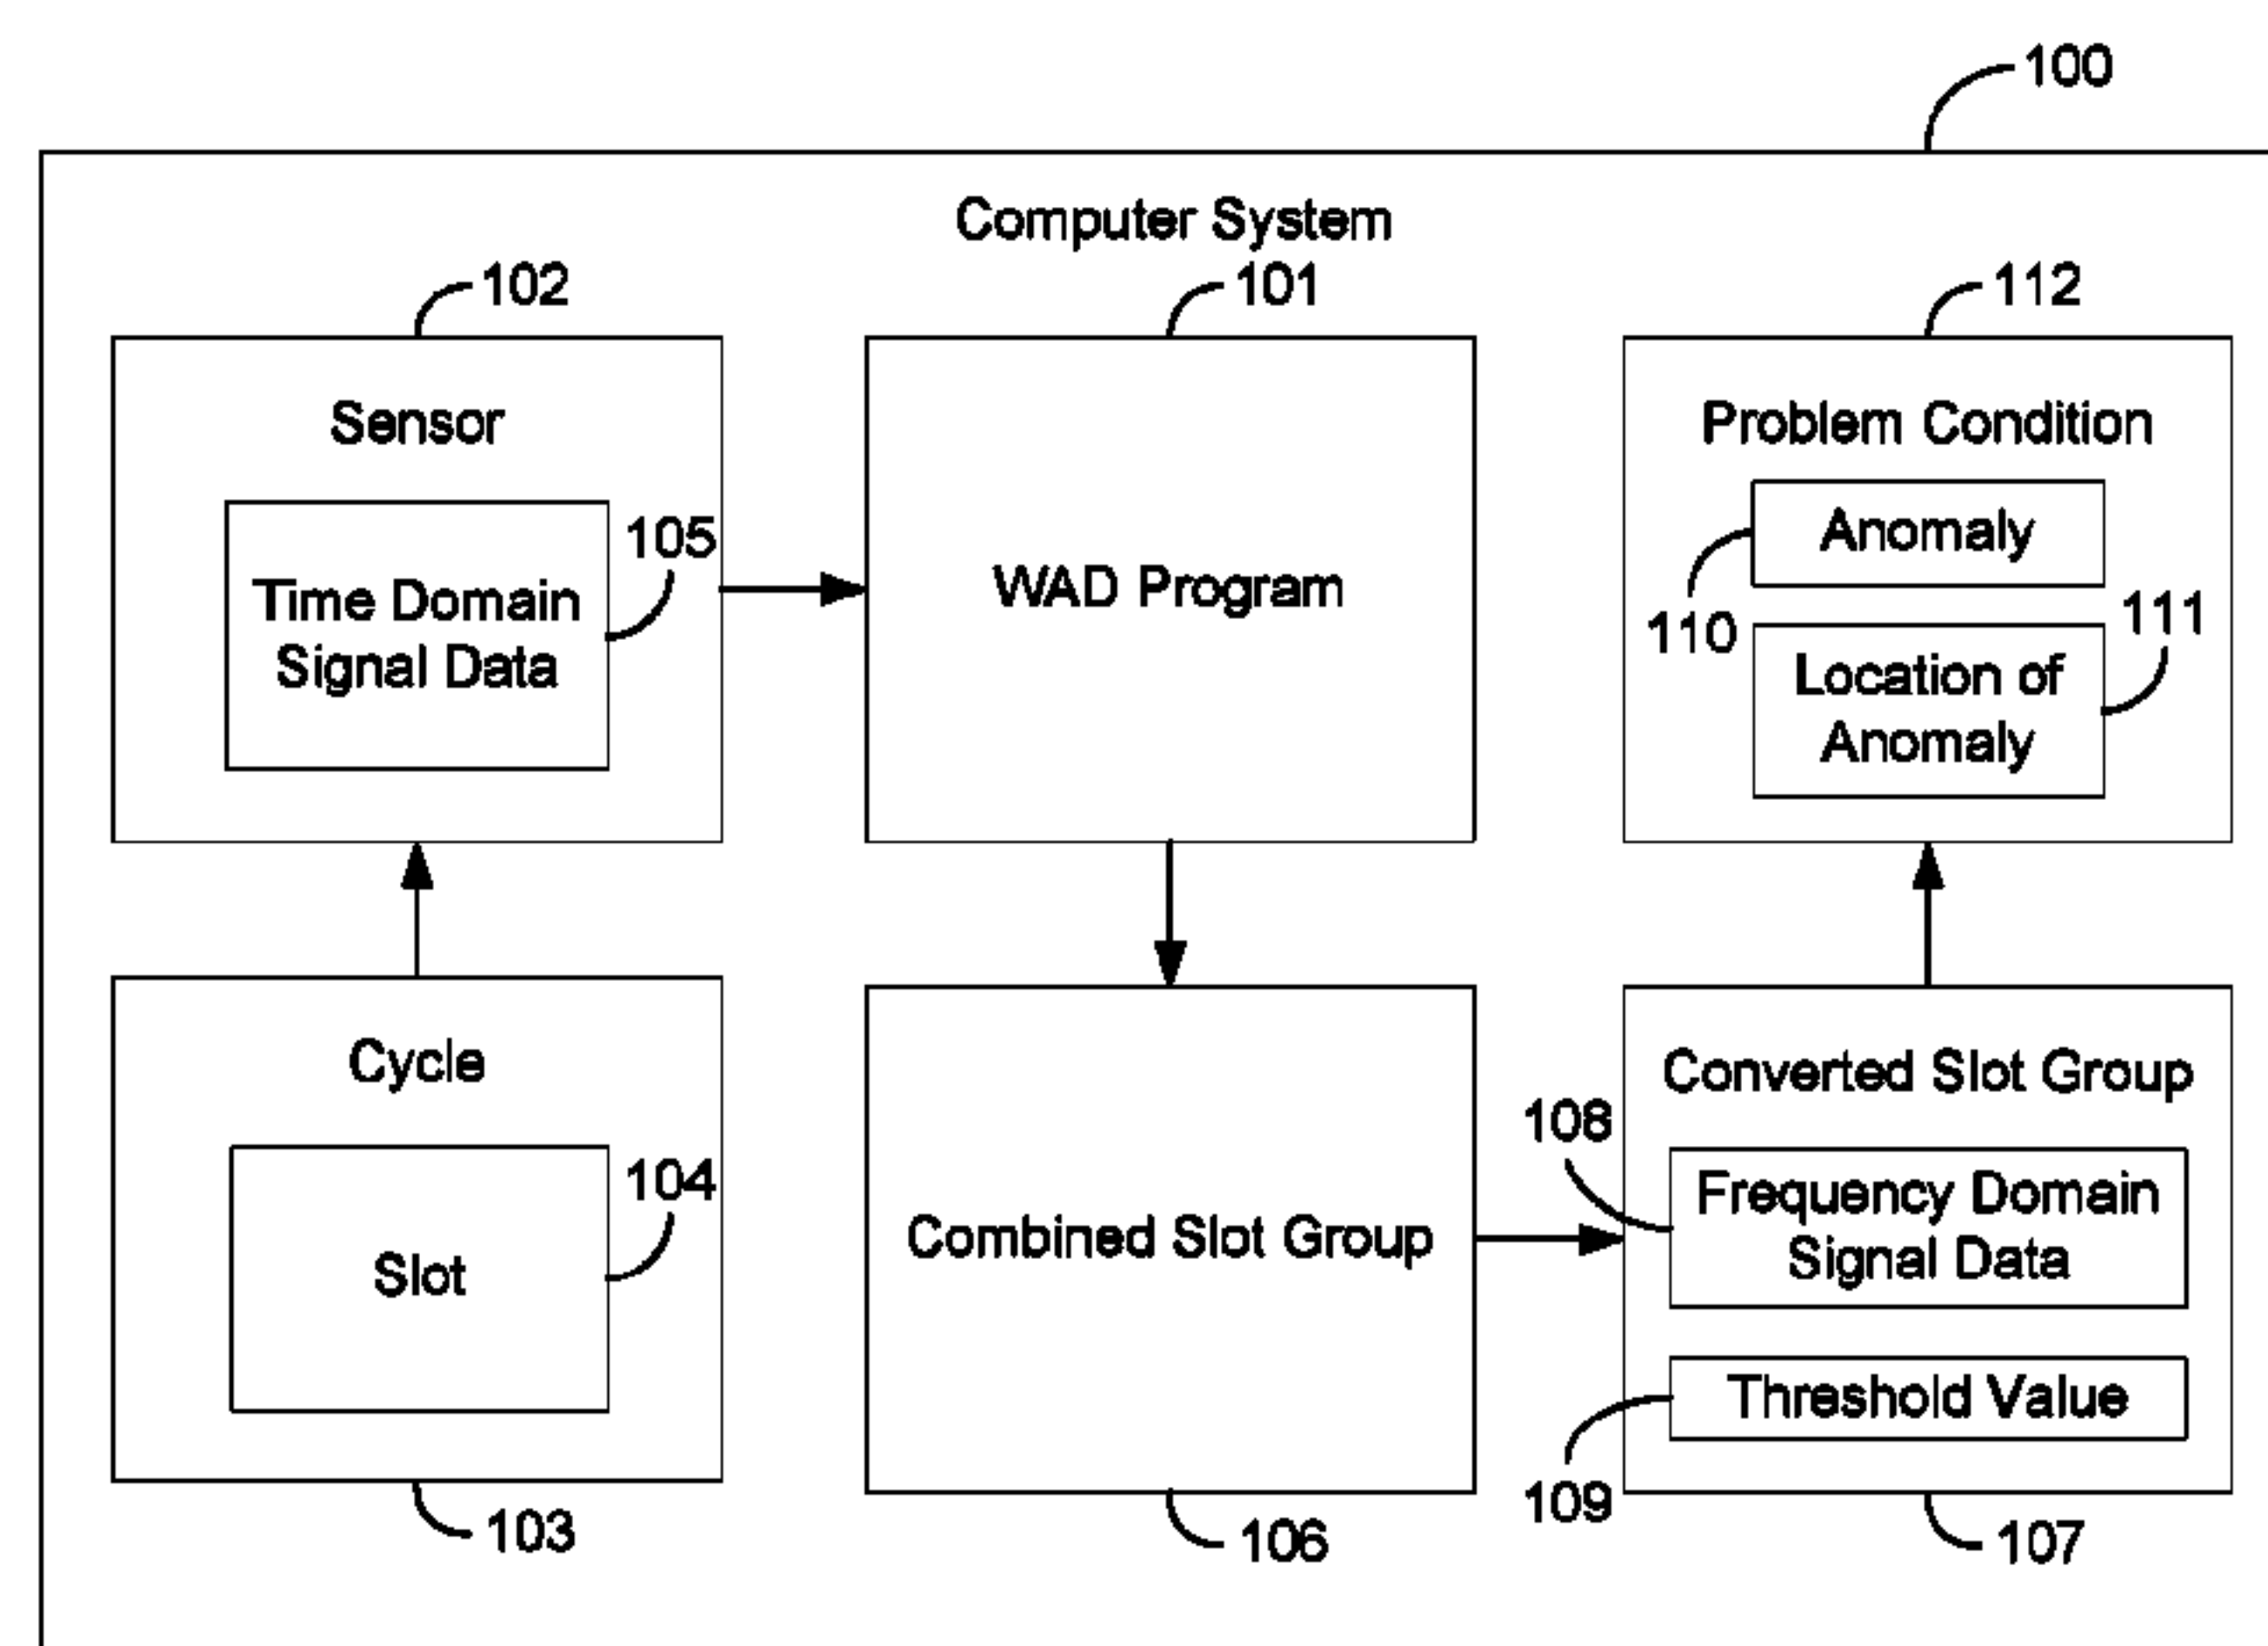 100
Computer System
102
101
112
Sensor
Time Domain
Signal Data
105
WAD Program
Problem Condition
Anomaly
110
111
Location of
Anomaly
Cycle
Slot
104
103
Combined Slot Group
106
Converted Slot Group
108
Frequency Domain
Signal Data
Threshold Value
109
107